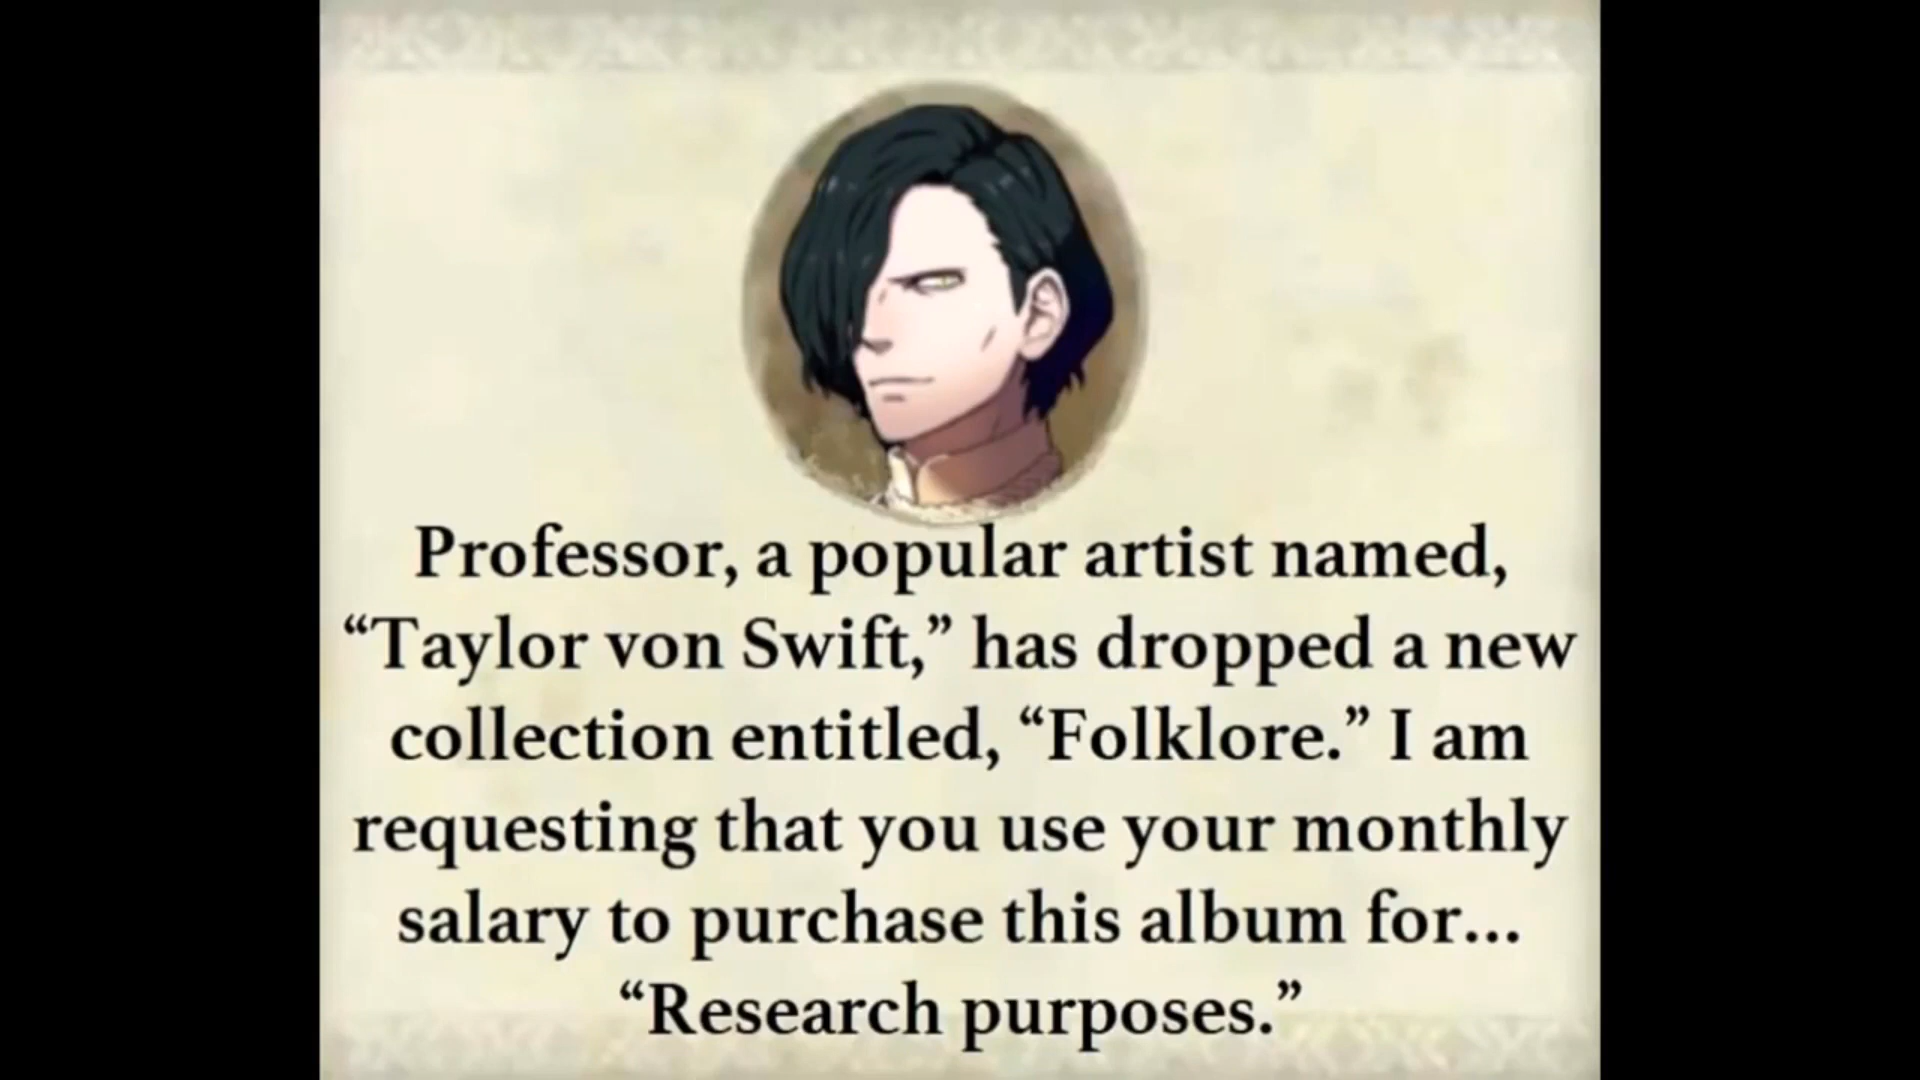 Professor, a popular artist named,
“Taylor von Swift,” has dropped a new
collection entitled, “Folklore.” I am
requesting that you use your monthly
salary to purchase this album for...
“Research purposes.”